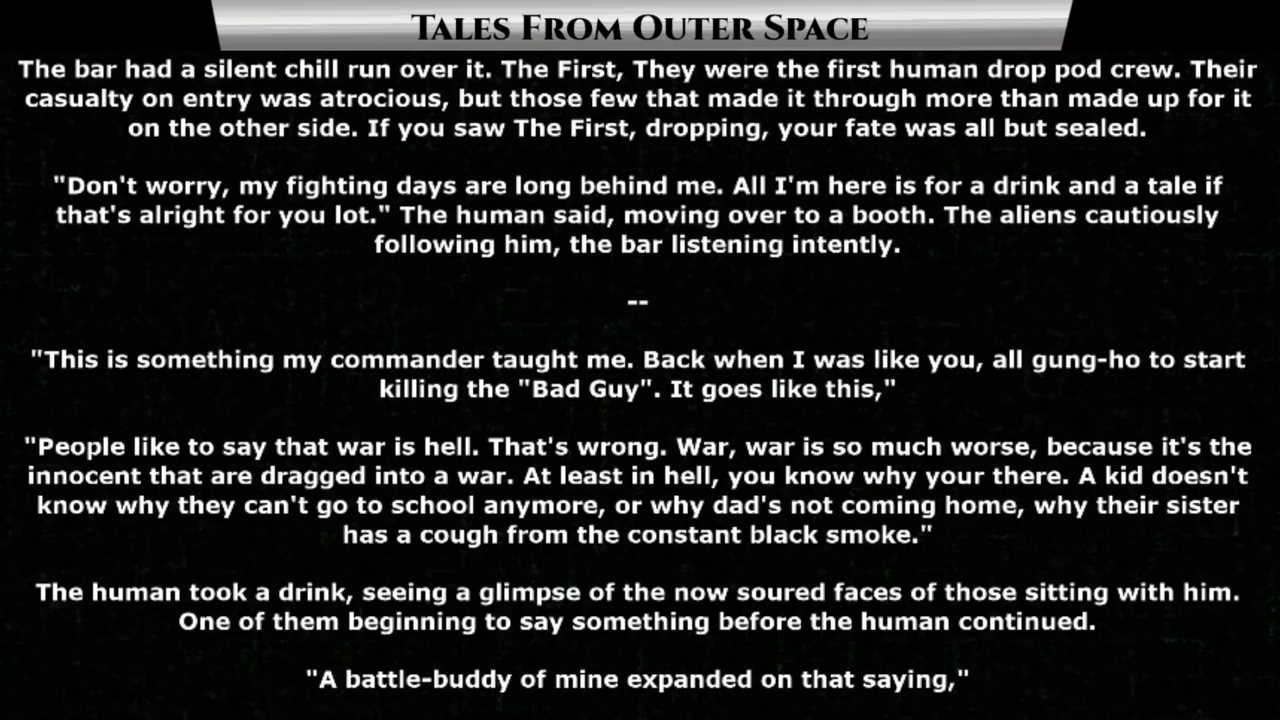 Tales From Outer Space
The bar had a silent chill run over it. The First, They were the first human drop pod crew. Their
casualty on entry was atrocious, but those few that made it through more than made up for it
on the other side. If you saw The First, dropping, your fate was all but sealed.
"Don't worry, my fighting days are long behind me. All I'm here is for a drink and a tale if
that's alright for you lot." The human said, moving over to a booth. The aliens cautiously
following him, the bar listening intently.
--
"This is something my commander taught me. Back when I was like you, all gung-ho to start
killing the "Bad Guy". It goes like this,"
"People like to say that war is hell. That's wrong. War, war is so much worse, because it's the
innocent that are dragged into a war. At least in hell, you know why your there. A kid doesn't
know why they can't go to school anymore, or why dad's not coming home, why their sister
has a cough from the constant black smoke."
The human took a drink, seeing a glimpse of the now soured faces of those sitting with him.
One of them beginning to say something before the human continued.
"A battle-buddy of mine expanded on that saying,"